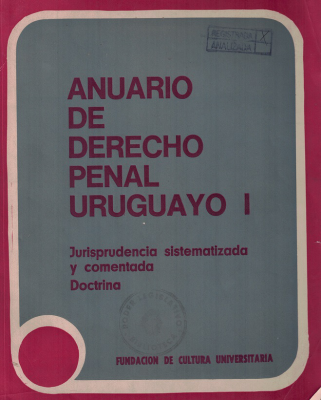 ANUARIO
DE
DERECHO
PENAL
URUGUAYO I
Jurisprudencia sistematizada
y comentada
Doctrina
FUNDACION DE CULTURA UNIVERSITARIA